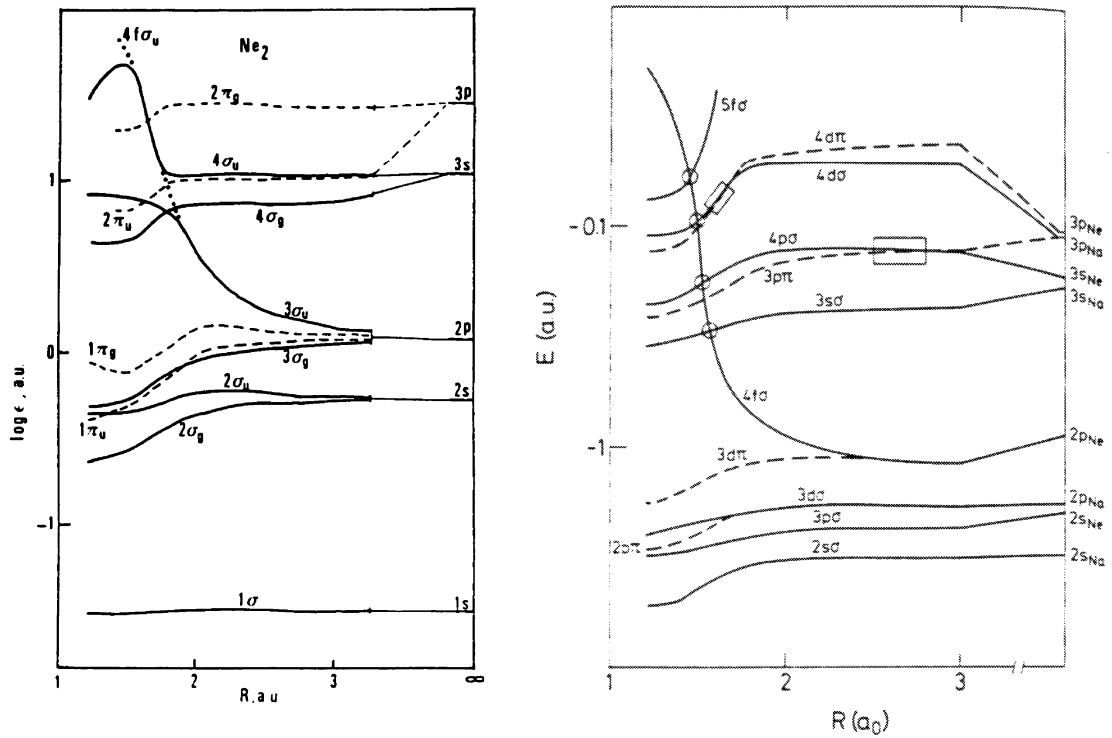 4fσu
Ne2
2πg
3p
3s
4σu
1
2πu
4σg
3σu
2p
1πg
0
3σg
2σu
2s
1πu
2σg
log ϵ, a.u.
-1
1σ
1s
1
2
3
∞
R, a.u
5fσ
4dπ
4dσ
-0.1
3pNe
3pNa
4pσ
3pπ
3sNe
3sNa
3sσ
E (a.u.)
4fσ
2pNe
-1
3dπ
3dσ
2pNa
3pσ
2sNe
2pπ
2sσ
2sNa
1
2
3
R (a0)